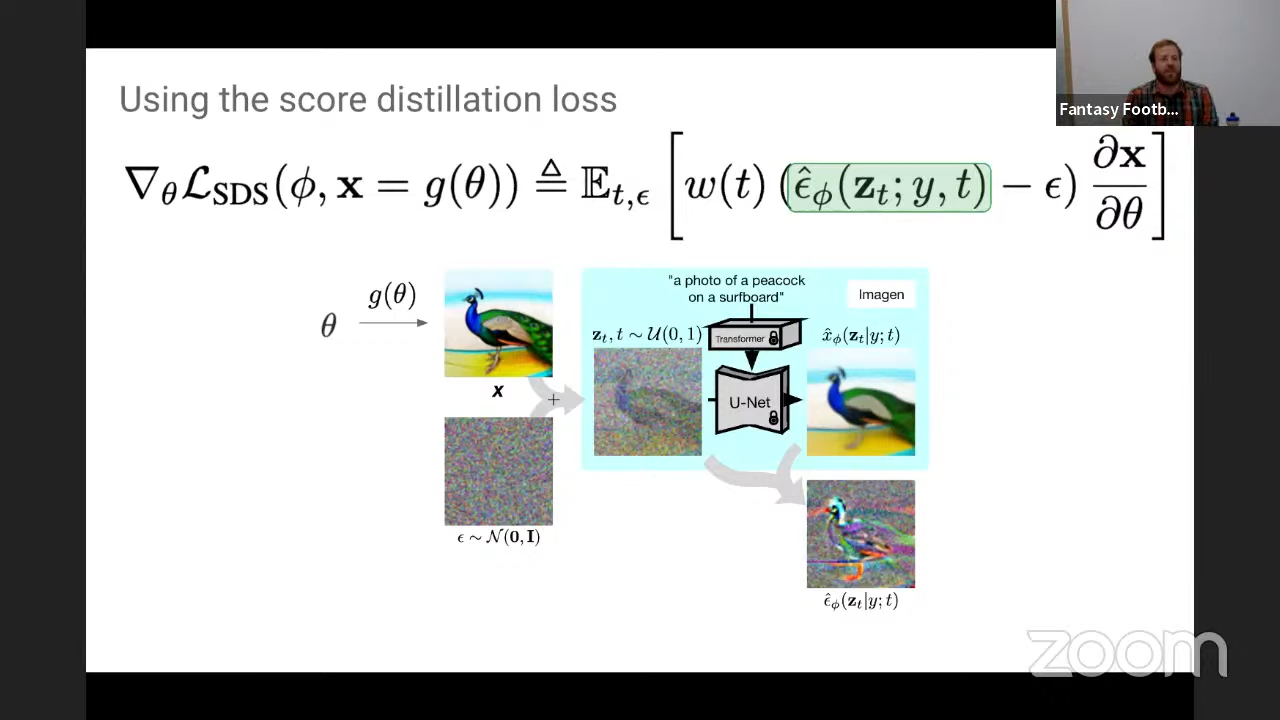 Using the score distillation loss
Fantasy Footb...
∇θ ℒSDS(ϕ, x = g(θ)) ≜ 𝔼t,ϵ [ w(t) (ϵ̂ϕ(zt; y, t) − ϵ) ∂x/∂θ ]
"a photo of a peacock
on a surfboard"
Imagen
θ
g(θ)
zt, t ∼ 𝒰(0, 1)
Transformer
x̂ϕ(zt|y; t)
x
+
U-Net
ϵ ∼ 𝒩(0, I)
ϵ̂ϕ(zt|y; t)
zoom